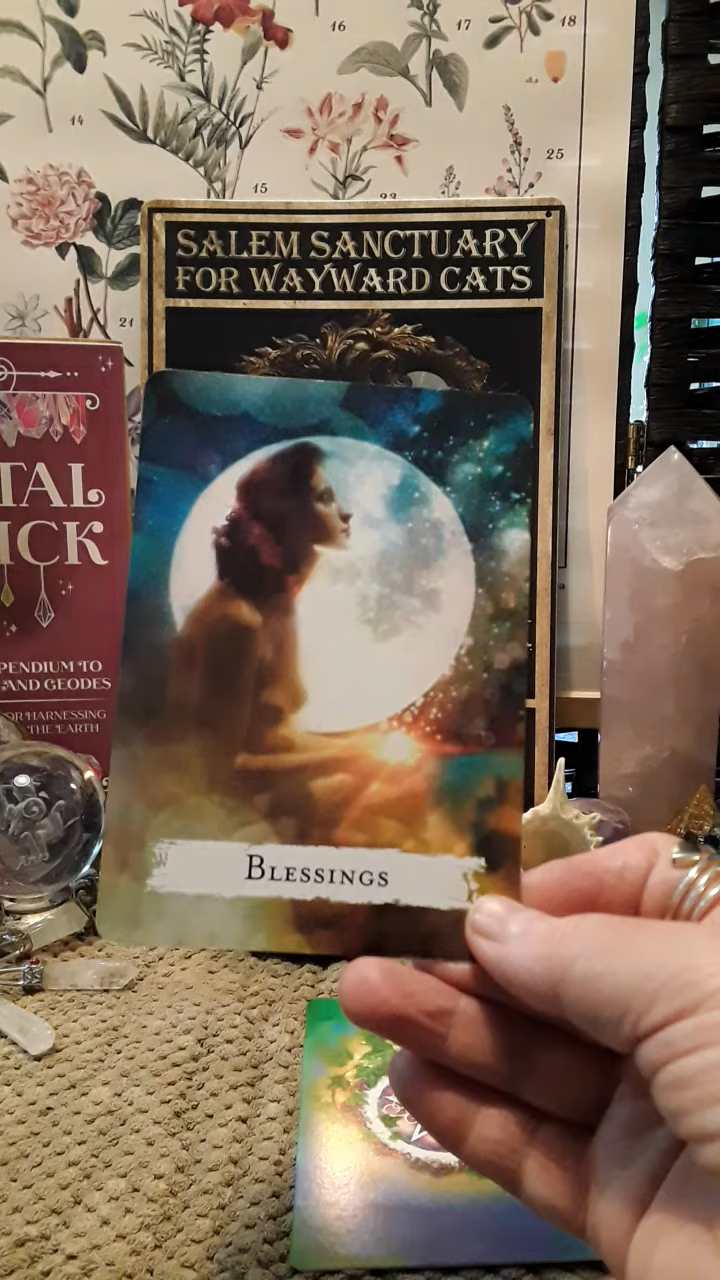 16
17
18
14
15
25
21
SALEM SANCTUARY
FOR WAYWARD CATS
TAL
ICK
PENDIUM TO
AND GEODES
OR HARNESSING
THE EARTH
BLESSINGS